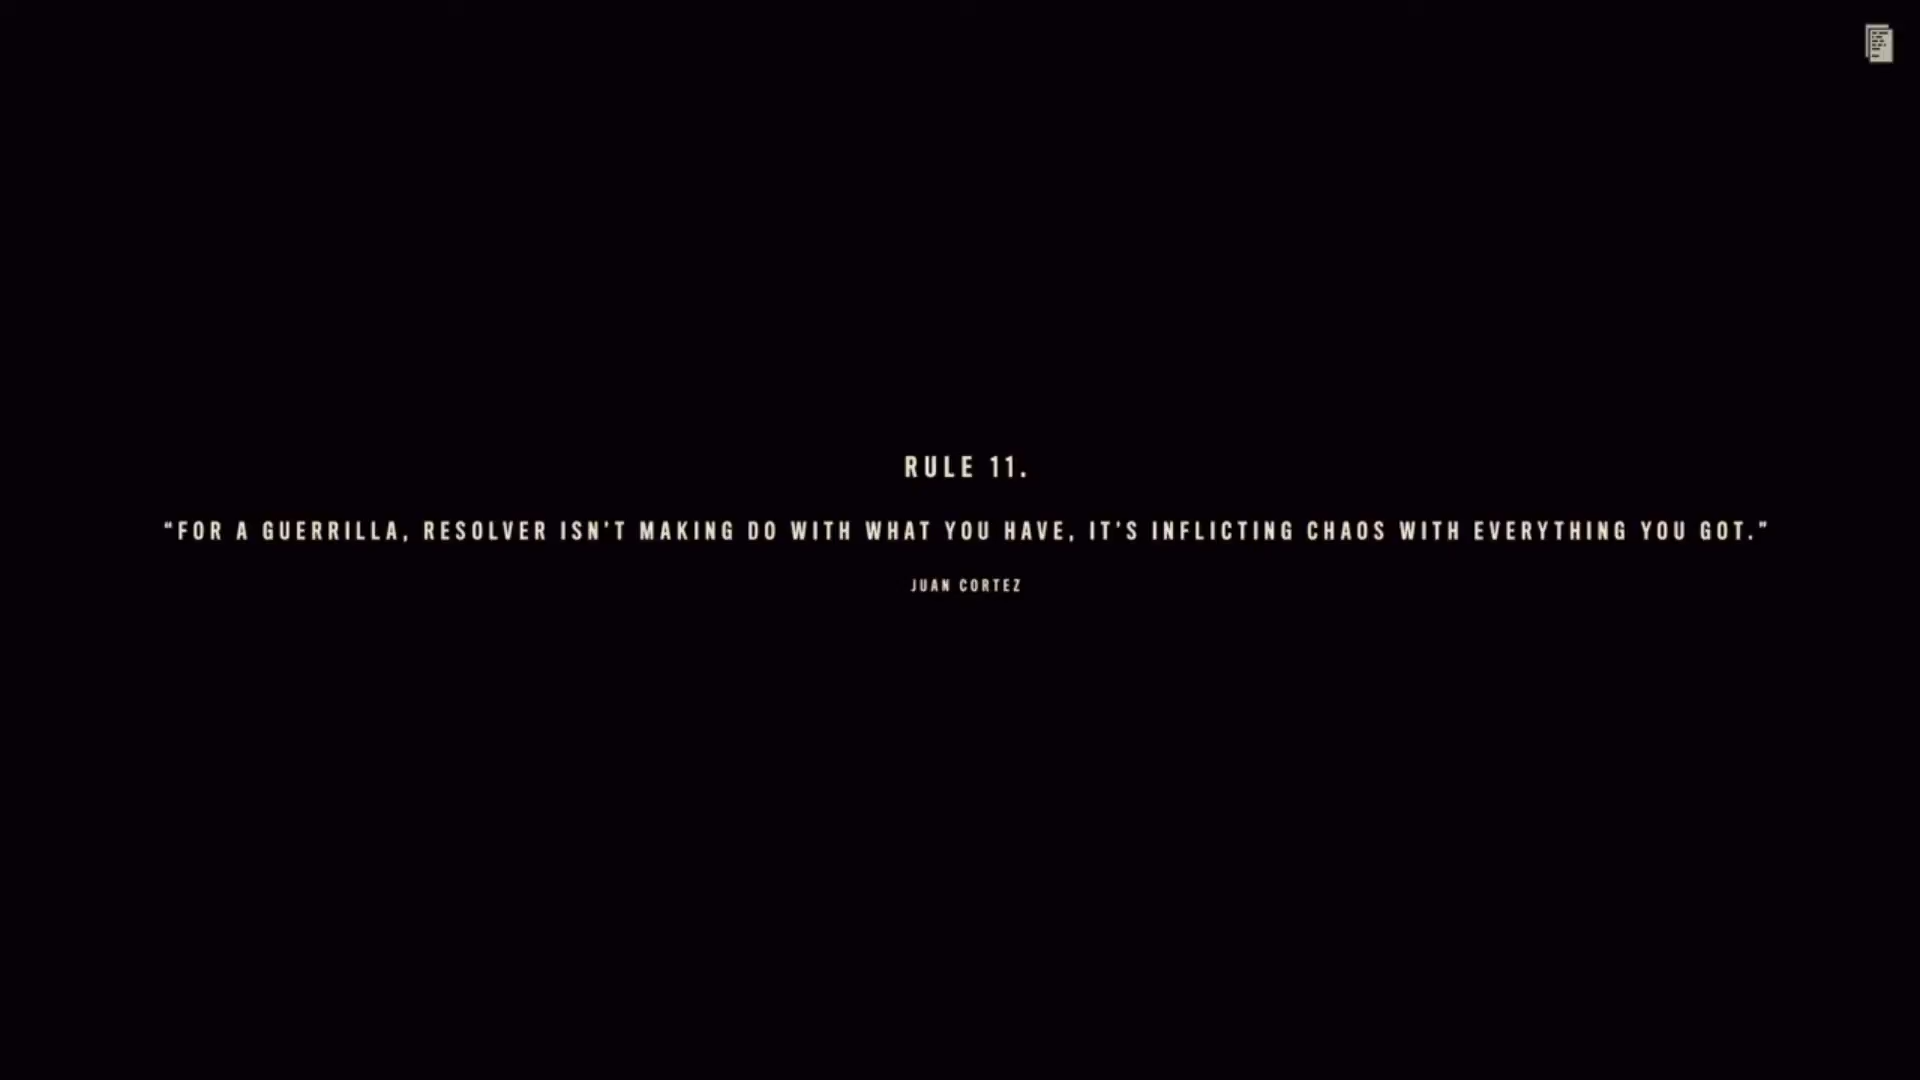 RULE 11.
“FOR A GUERRILLA, RESOLVER ISN'T MAKING DO WITH WHAT YOU HAVE, IT'S INFLICTING CHAOS WITH EVERYTHING YOU GOT.”
JUAN CORTEZ